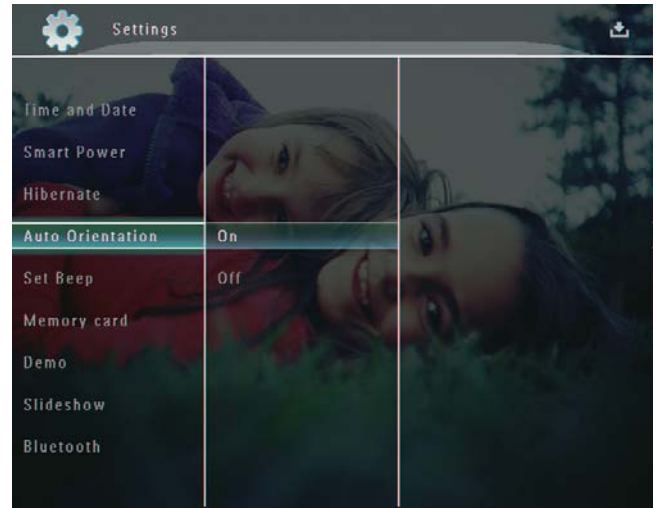 Settings
Time and Date
Smart Power
Hibernate
Auto Orientation
On
Set Beep
Off
Memory card
Demo
Slideshow
Bluetooth